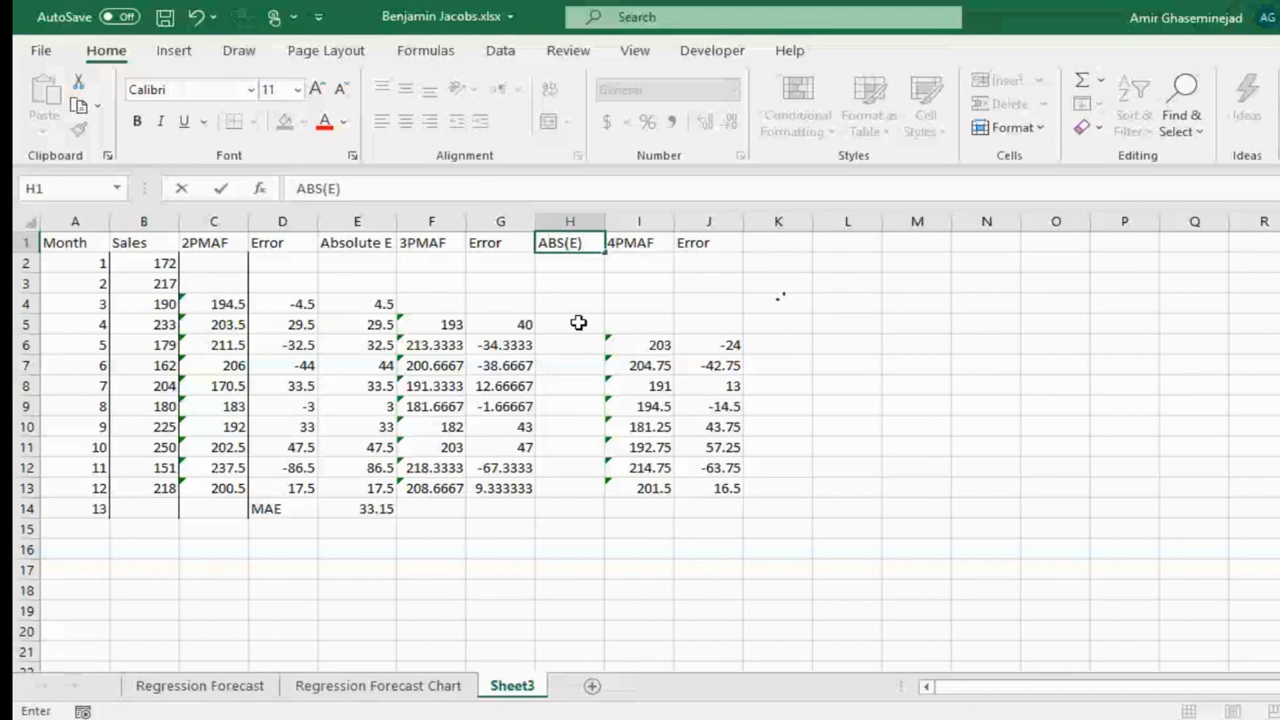 AutoSave Off Benjamin Jacobs.xlsx Search Amir Ghaseminejad AG
File Home Insert Draw Page Layout Formulas Data Review View Developer Help
Paste Calibri 11 A A ab General Conditional Formatting Format as Table Cell Styles Insert Delete Format Sort & Filter Find & Select Ideas
B I U A $ % 9
Clipboard Font Alignment Number Styles Cells Editing Ideas
H1 fx ABS(E)
A B C D E F G H I J K L M N O P Q R
1 Month Sales 2PMAF Error Absolute E 3PMAF Error ABS(E) 4PMAF Error
2 1 172
3 2 217
4 3 190 194.5 -4.5 4.5
5 4 233 203.5 29.5 29.5 193 40
6 5 179 211.5 -32.5 32.5 213.3333 -34.3333 203 -24
7 6 162 206 -44 44 200.6667 -38.6667 204.75 -42.75
8 7 204 170.5 33.5 33.5 191.3333 12.66667 191 13
9 8 180 183 -3 3 181.6667 -1.66667 194.5 -14.5
10 9 225 192 33 33 182 43 181.25 43.75
11 10 250 202.5 47.5 47.5 203 47 192.75 57.25
12 11 151 237.5 -86.5 86.5 218.3333 -67.3333 214.75 -63.75
13 12 218 200.5 17.5 17.5 208.6667 9.333333 201.5 16.5
14 13 MAE 33.15
15
16
17
18
19
20
21
Regression Forecast Regression Forecast Chart Sheet3
Enter